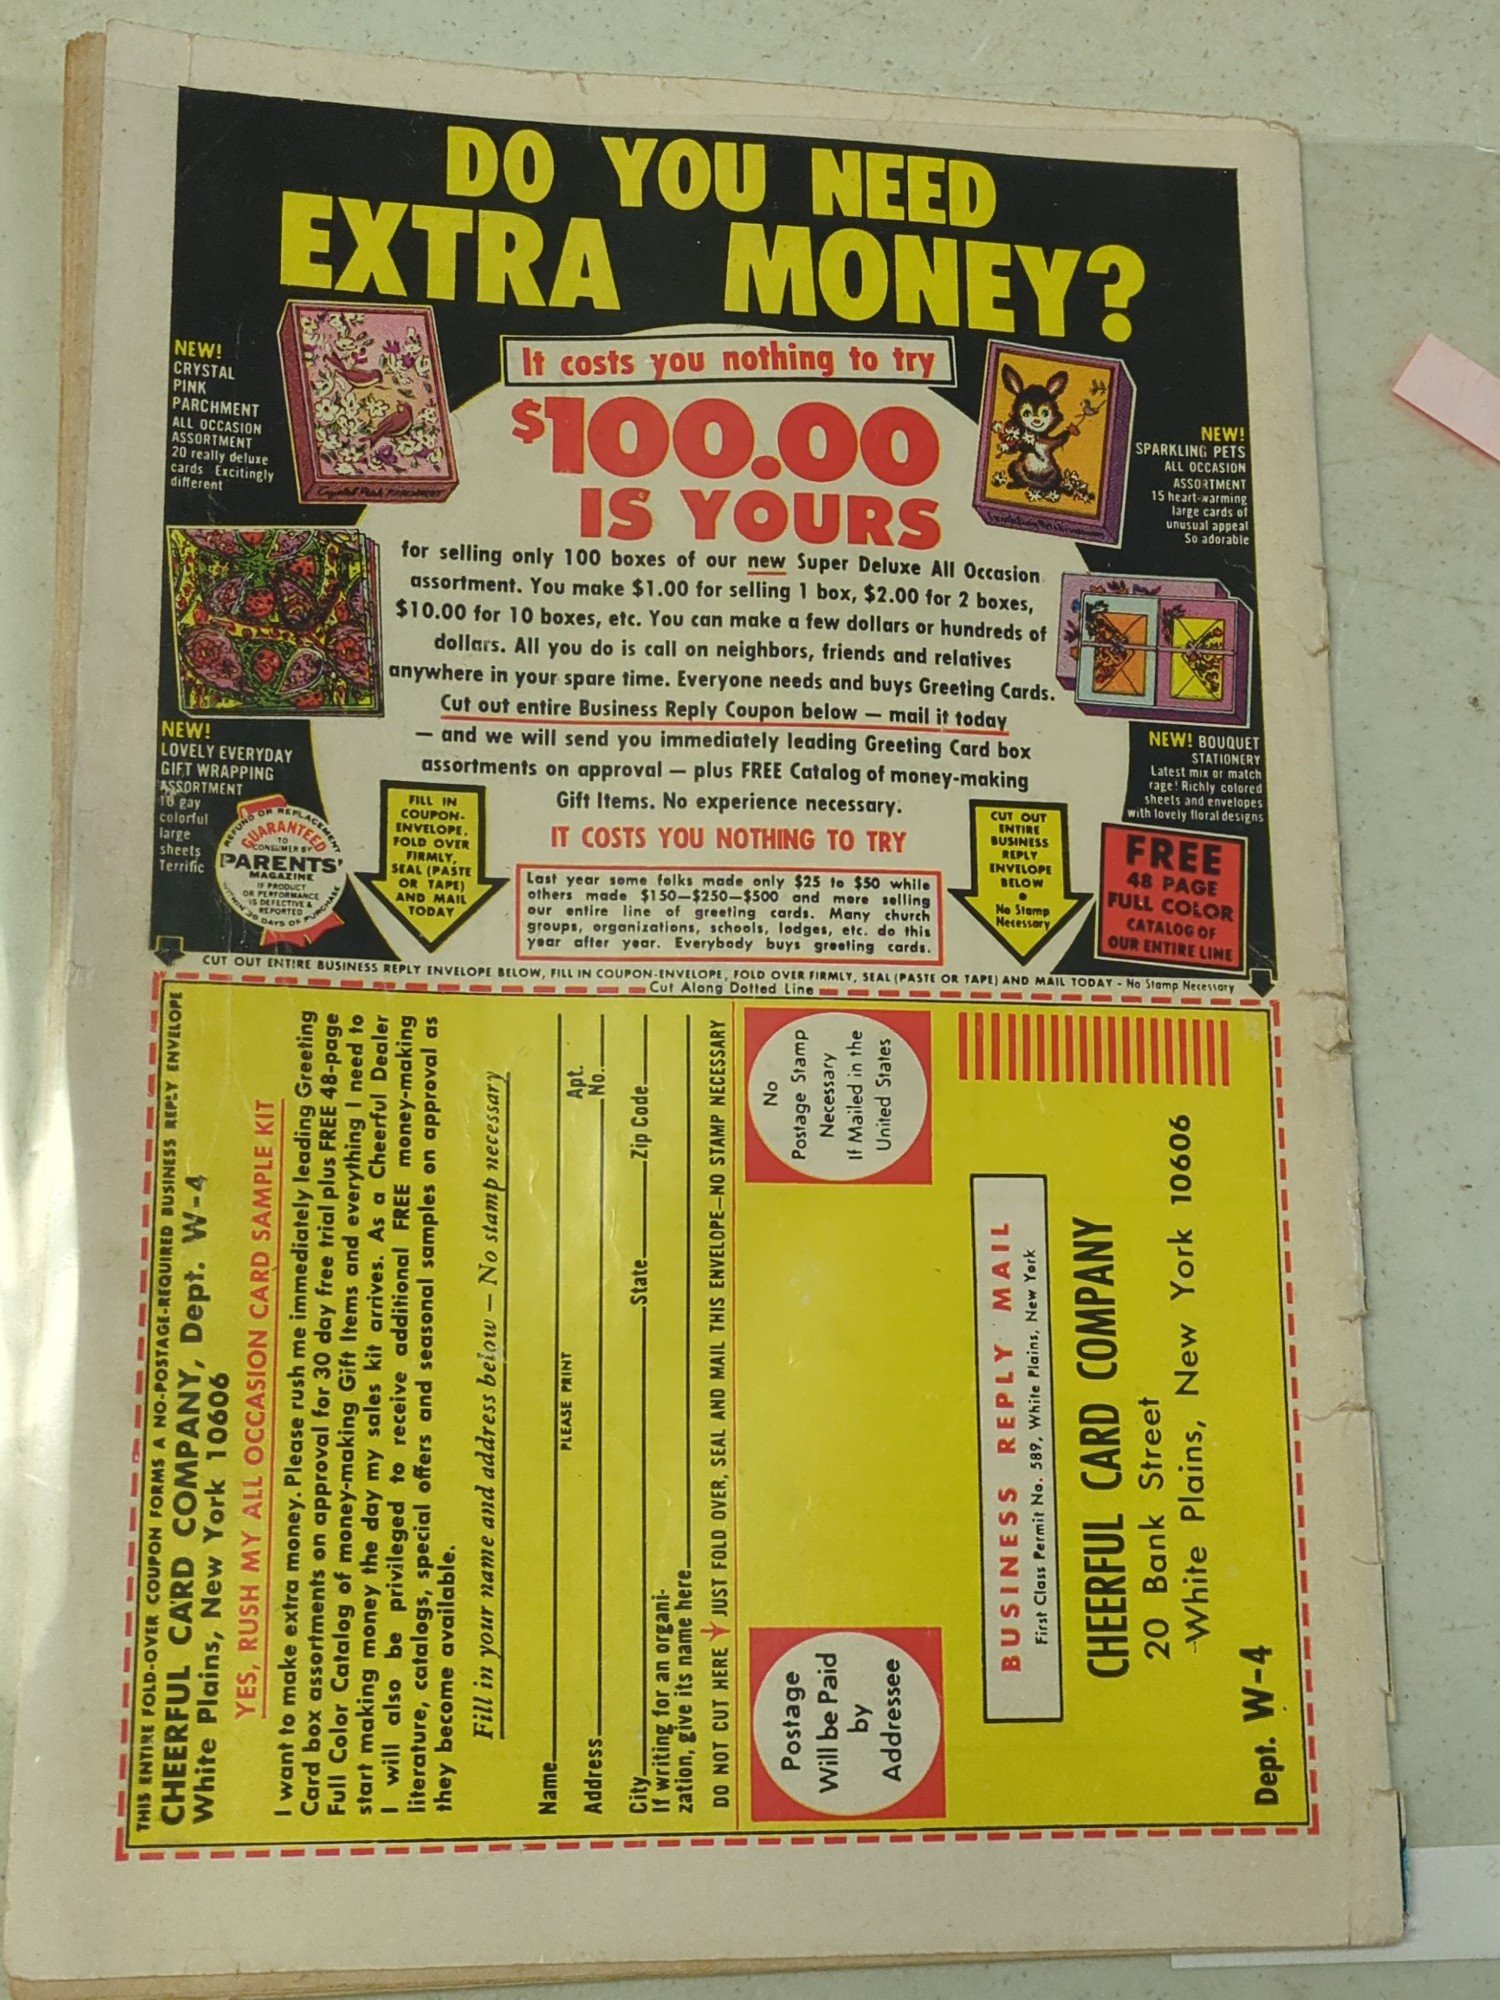 DO YOU NEED
EXTRA MONEY?
It costs you nothing to try
$100.00
IS YOURS
for selling only 100 boxes of our new Super Deluxe All Occasion
assortment. You make $1.00 for selling 1 box, $2.00 for 2 boxes,
$10.00 for 10 boxes, etc. You can make a few dollars or hundreds of
dollars. All you do is call on neighbors, friends and relatives
anywhere in your spare time. Everyone needs and buys Greeting Cards.
Cut out entire Business Reply Coupon below — mail it today
— and we will send you immediately leading Greeting Card box
assortments on approval — plus FREE Catalog of money-making
Gift Items. No experience necessary.
IT COSTS YOU NOTHING TO TRY
Last year some folks made only $25 to $50 while
others made $150—$250—$500 and more selling
our entire line of greeting cards. Many church
groups, organizations, schools, lodges, etc. do this
year after year. Everybody buys greeting cards.
NEW!
CRYSTAL
PINK
PARCHMENT
ALL OCCASION
ASSORTMENT
20 really deluxe
cards Excitingly
different
NEW!
LOVELY EVERYDAY
GIFT WRAPPING
ASSORTMENT
16 gay
colorful
large
sheets
Terrific
REFUND OR REPLACEMENT
GUARANTEED
TO
CONSUMER BY
PARENTS'
MAGAZINE
IF PRODUCT
OR PERFORMANCE
IS DEFECTIVE &
REPORTED
WITHIN 30 DAYS OF PURCHASE
FILL IN
COUPON-
ENVELOPE,
FOLD OVER
FIRMLY,
SEAL (PASTE
OR TAPE)
AND MAIL
TODAY
NEW!
SPARKLING PETS
ALL OCCASION
ASSORTMENT
15 heart-warming
large cards of
unusual appeal
So adorable
NEW! BOUQUET
STATIONERY
Latest mix or match
rage! Richly colored
sheets and envelopes
with lovely floral designs
CUT OUT
ENTIRE
BUSINESS
REPLY
ENVELOPE
BELOW
•
No Stamp
Necessary
FREE
48 PAGE
FULL COLOR
CATALOG OF
OUR ENTIRE LINE
CUT OUT ENTIRE BUSINESS REPLY ENVELOPE BELOW, FILL IN COUPON-ENVELOPE, FOLD OVER FIRMLY, SEAL (PASTE OR TAPE) AND MAIL TODAY - No Stamp Necessary
Cut Along Dotted Line
THIS ENTIRE FOLD-OVER COUPON FORMS A NO-POSTAGE-REQUIRED BUSINESS REPLY ENVELOPE
CHEERFUL CARD COMPANY, Dept. W-4
White Plains, New York 10606
YES, RUSH MY ALL OCCASION CARD SAMPLE KIT
I want to make extra money. Please rush me immediately leading Greeting
Card box assortments on approval for 30 day free trial plus FREE 48-page
Full Color Catalog of money-making Gift Items and everything I need to
start making money the day my sales kit arrives. As a Cheerful Dealer
I will also be privileged to receive additional FREE money-making
literature, catalogs, special offers and seasonal samples on approval as
they become available.
Fill in your name and address below — No stamp necessary
Name
PLEASE PRINT
Address Apt. No.
City State Zip Code
If writing for an organi-
zation, give its name here
DO NOT CUT HERE JUST FOLD OVER, SEAL AND MAIL THIS ENVELOPE—NO STAMP NECESSARY
Postage
Will be Paid
by
Addressee
No
Postage Stamp
Necessary
If Mailed in the
United States
BUSINESS REPLY MAIL
First Class Permit No. 589, White Plains, New York
CHEERFUL CARD COMPANY
20 Bank Street
White Plains, New York 10606
Dept. W-4